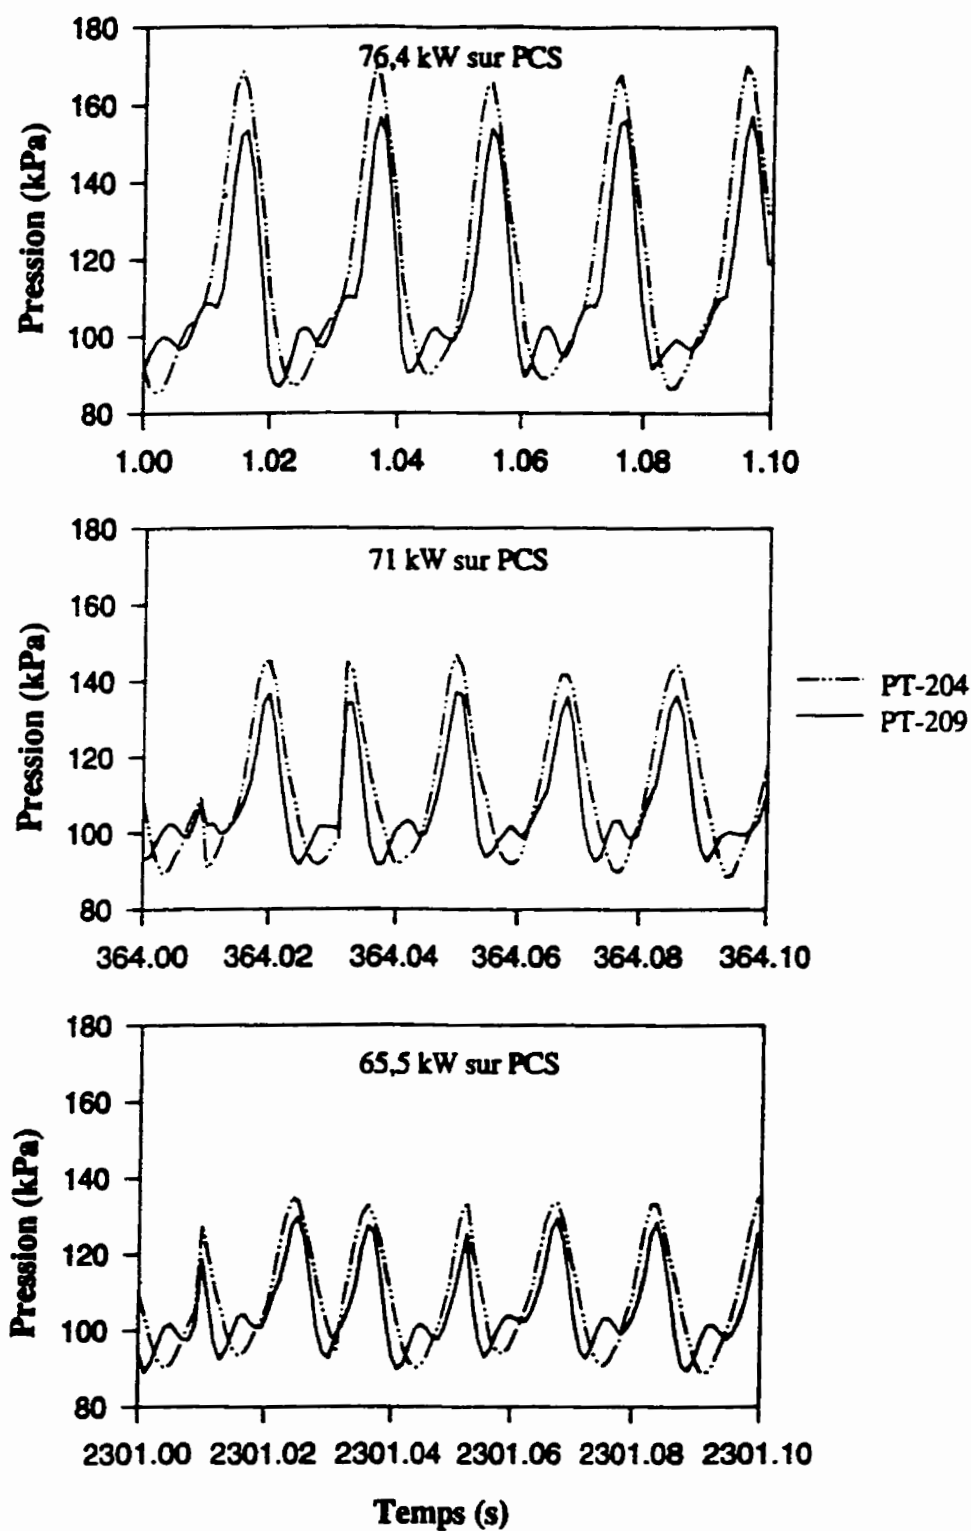 180
76,4 kW sur PCS
160
140
120
100
80
Pression (kPa)
1.00 1.02 1.04 1.06 1.08 1.10
180
71 kW sur PCS
160
140
120
100
80
Pression (kPa)
364.00 364.02 364.04 364.06 364.08 364.10
PT-204
PT-209
180
65,5 kW sur PCS
160
140
120
100
80
Pression (kPa)
2301.00 2301.02 2301.04 2301.06 2301.08 2301.10
Temps (s)